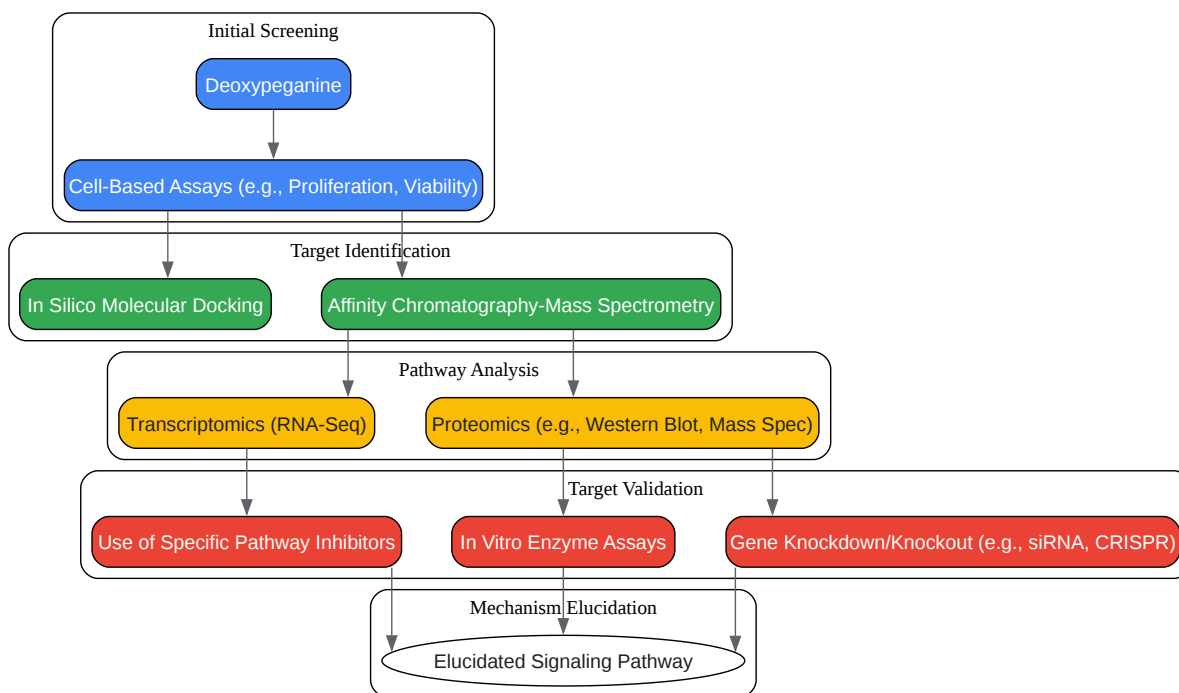 Initial Screening
Deoxypeganine
Cell-Based Assays (e.g., Proliferation, Viability)
Target Identification
In Silico Molecular Docking
Affinity Chromatography-Mass Spectrometry
Pathway Analysis
Transcriptomics (RNA-Seq)
Proteomics (e.g., Western Blot, Mass Spec)
Target Validation
Use of Specific Pathway Inhibitors
In Vitro Enzyme Assays
Gene Knockdown/Knockout (e.g., siRNA, CRISPR)
Mechanism Elucidation
Elucidated Signaling Pathway